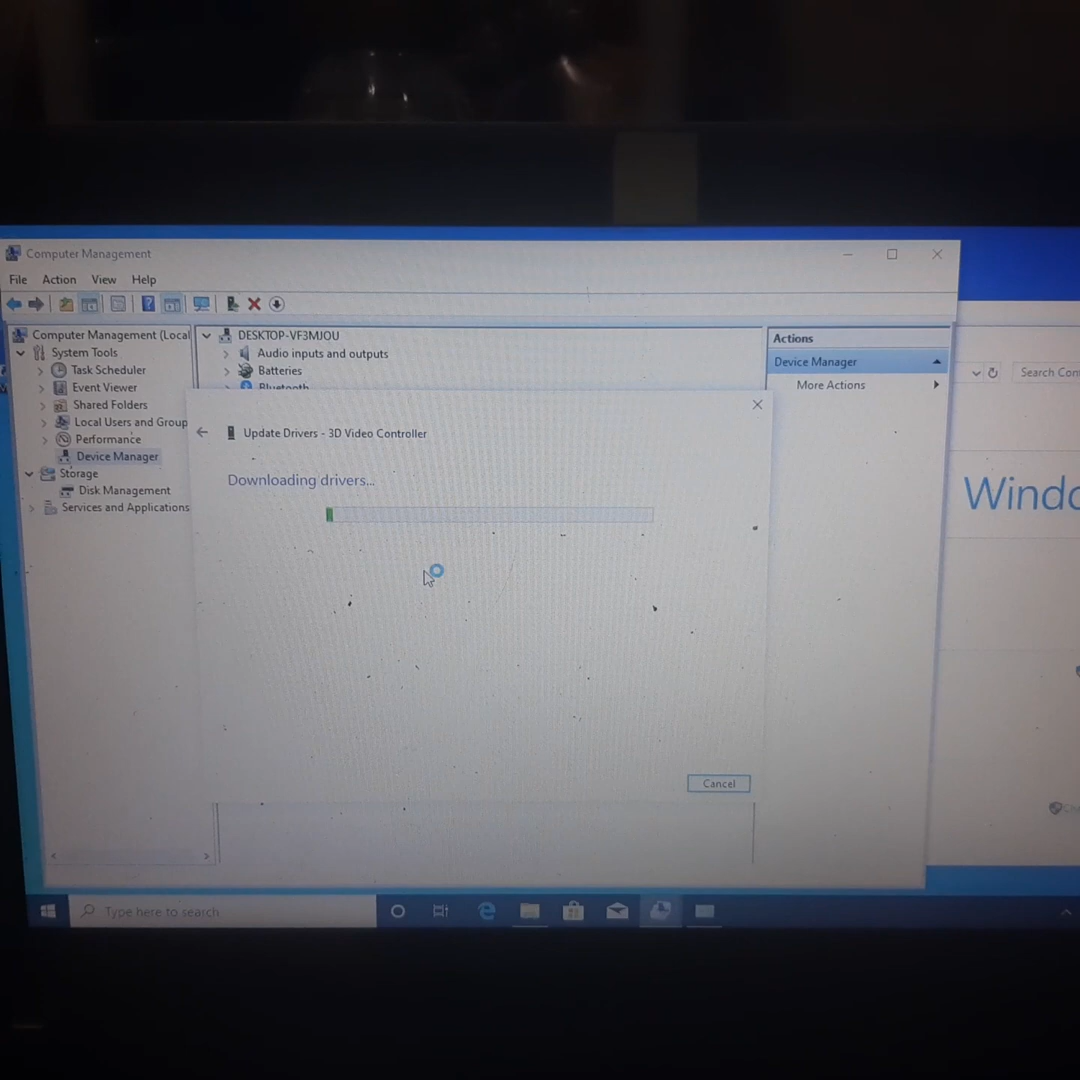 Computer Management
File Action View Help
Computer Management (Local
System Tools
Task Scheduler
Event Viewer
Shared Folders
Local Users and Group
Performance
Device Manager
Storage
Disk Management
Services and Applications
DESKTOP-VF3MJOU
Audio inputs and outputs
Batteries
Bluetooth
Actions
Device Manager
More Actions
Search Con
Windo
Update Drivers - 3D Video Controller
Downloading drivers...
Cancel
Type here to search